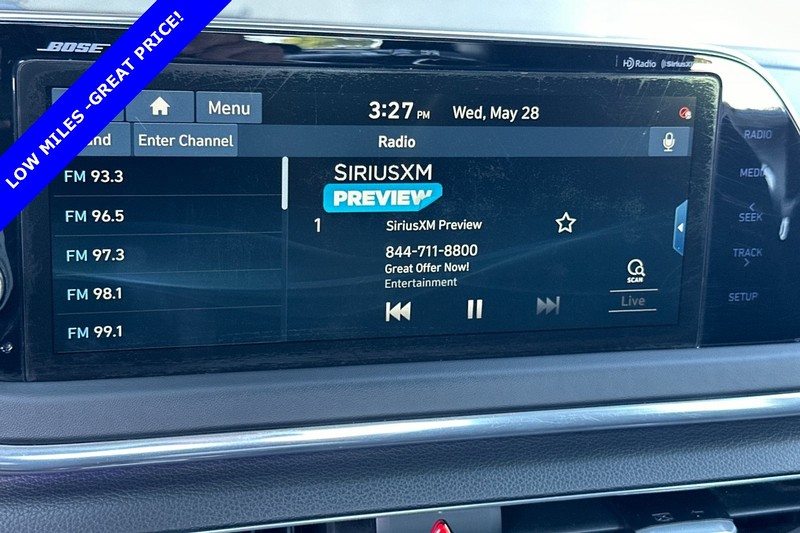 LOW MILES -GREAT PRICE!
BOSE
HD Radio
SiriusXM
Menu
3:27 PM
Wed, May 28
Enter Channel
Radio
FM 93.3
FM 96.5
FM 97.3
FM 98.1
FM 99.1
SIRIUSXM
PREVIEW
1
SiriusXM Preview
844-711-8800
Great Offer Now!
Entertainment
SCAN
Live
RADIO
MEDIA
SEEK
TRACK
SETUP